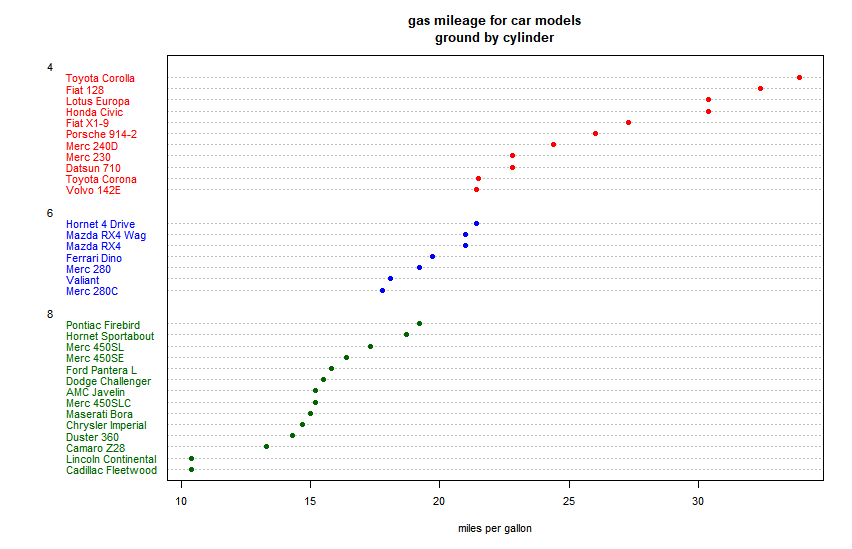 gas mileage for car models
ground by cylinder
4
Toyota Corolla
Fiat 128
Lotus Europa
Honda Civic
Fiat X1-9
Porsche 914-2
Merc 240D
Merc 230
Datsun 710
Toyota Corona
Volvo 142E
6
Hornet 4 Drive
Mazda RX4 Wag
Mazda RX4
Ferrari Dino
Merc 280
Valiant
Merc 280C
8
Pontiac Firebird
Hornet Sportabout
Merc 450SL
Merc 450SE
Ford Pantera L
Dodge Challenger
AMC Javelin
Merc 450SLC
Maserati Bora
Chrysler Imperial
Duster 360
Camaro Z28
Lincoln Continental
Cadillac Fleetwood
10 15 20 25 30
miles per gallon